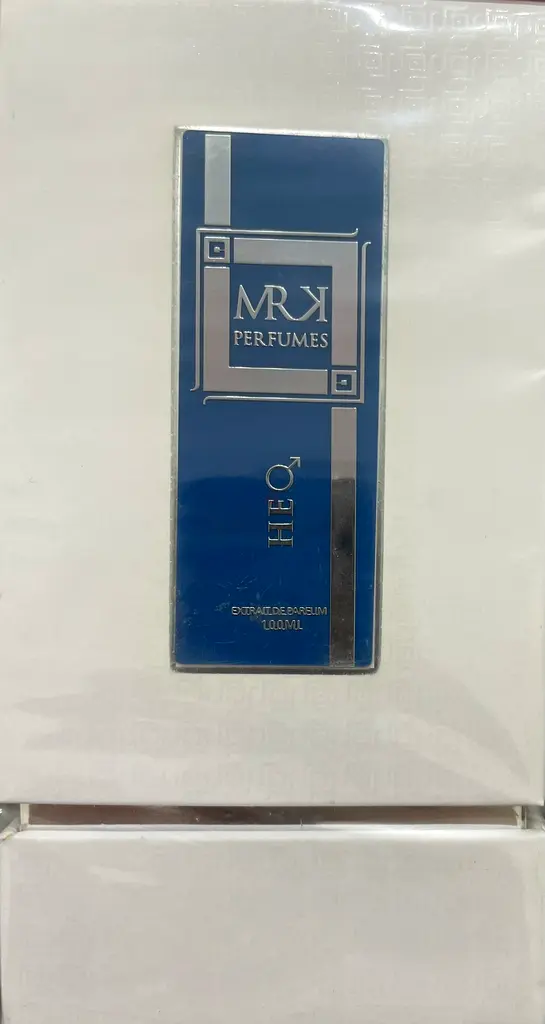 MRK
PERFUMES
HE♂
EXTRAIT DE PARFUM
100ML